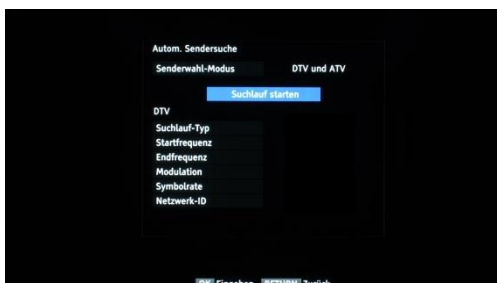 Autom. Sendersuche
Senderwahl-Modus DTV und ATV
Suchlauf starten
DTV
Suchlauf-Typ
Startfrequenz
Endfrequenz
Modulation
Symbolrate
Netzwerk-ID
OK Eingeben RETURN Zurück